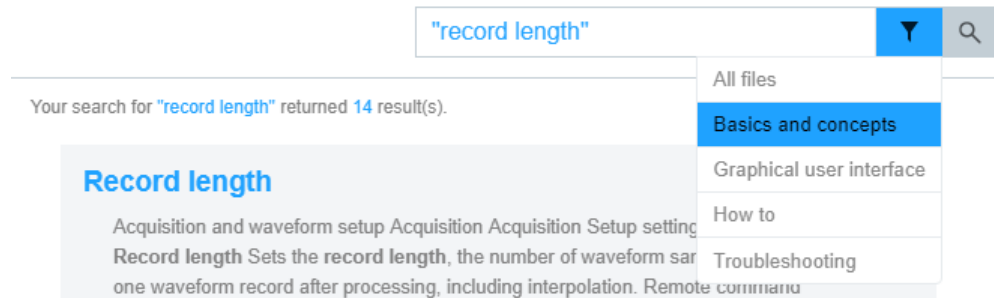 "record length"
All files
Your search for "record length" returned 14 result(s).
Basics and concepts
Graphical user interface
Record length
How to
Acquisition and waveform setup Acquisition Acquisition Setup setting
Record length Sets the record length, the number of waveform
Troubleshooting
one waveform record after processing, including interpolation. Remote command